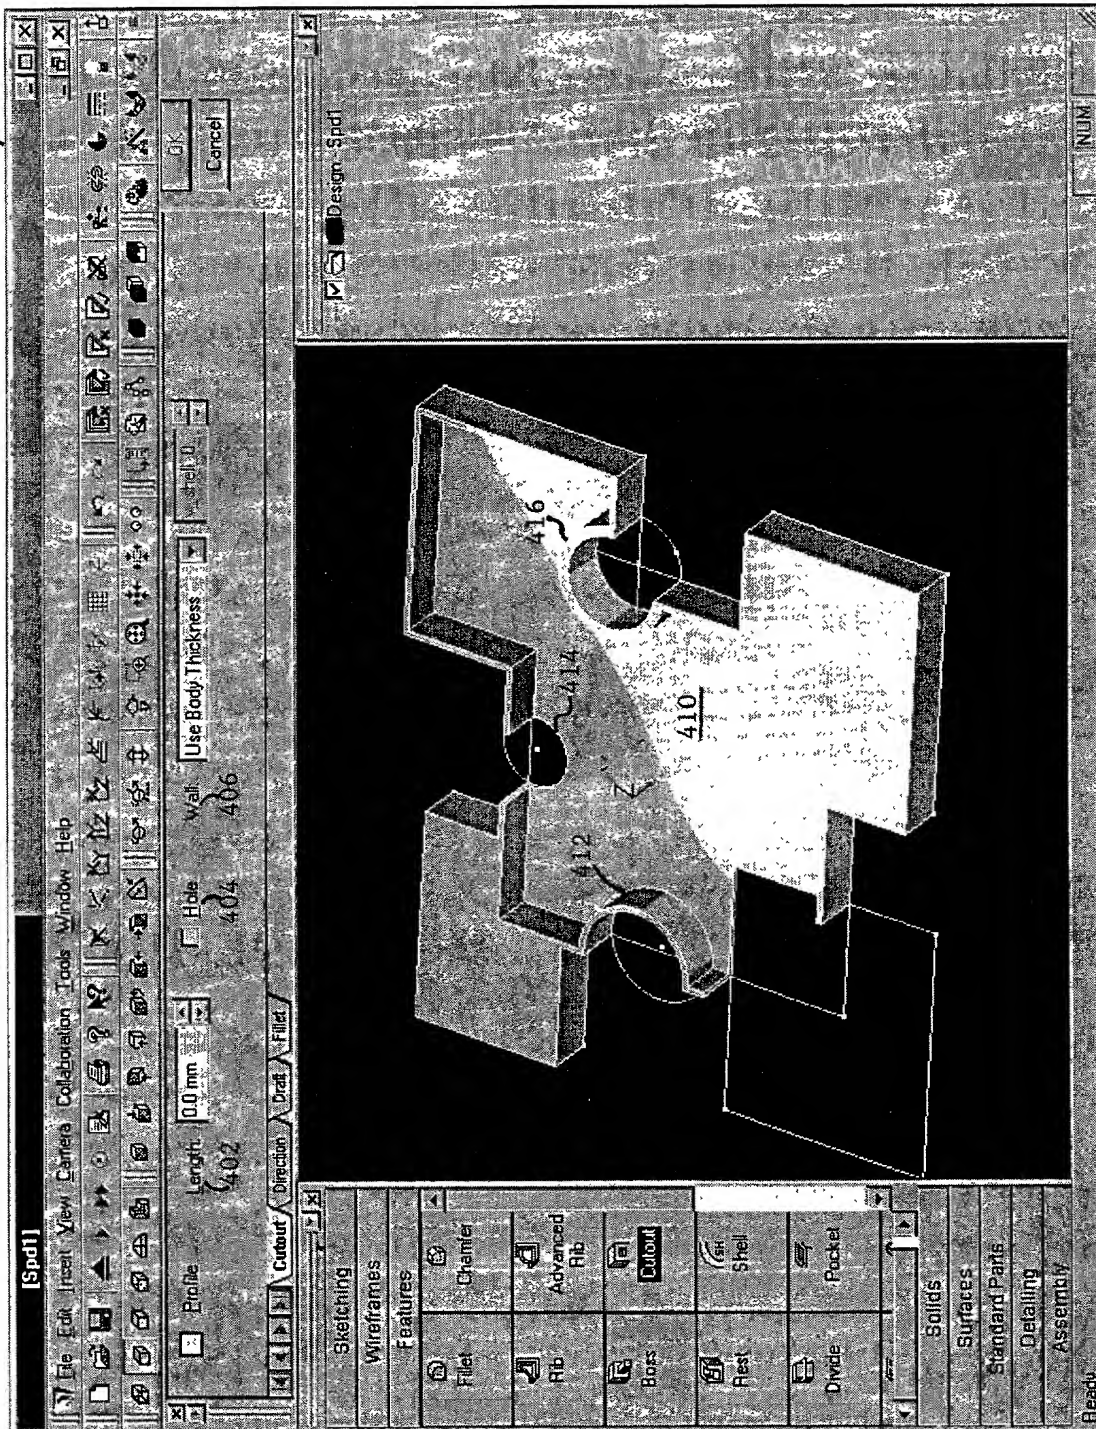 [Spd1]
File Edit Insert View Camera Collaboration Tools Window Help
Profile Length: 0.0 mm Hole Wall: Use Body Thickness shell:0 OK
402 404 406 Cancel
Cutout Direction Draft Fillet
Sketching
Wireframes
Features
Fillet Chamfer
Rib Advanced Rib
Boss Cutout
Rest Shell
Divide Pocket
Solids
Surfaces
Standard Parts
Detailing
Assembly
412
414
416
Z
410
Design - Spd1
Ready NUM